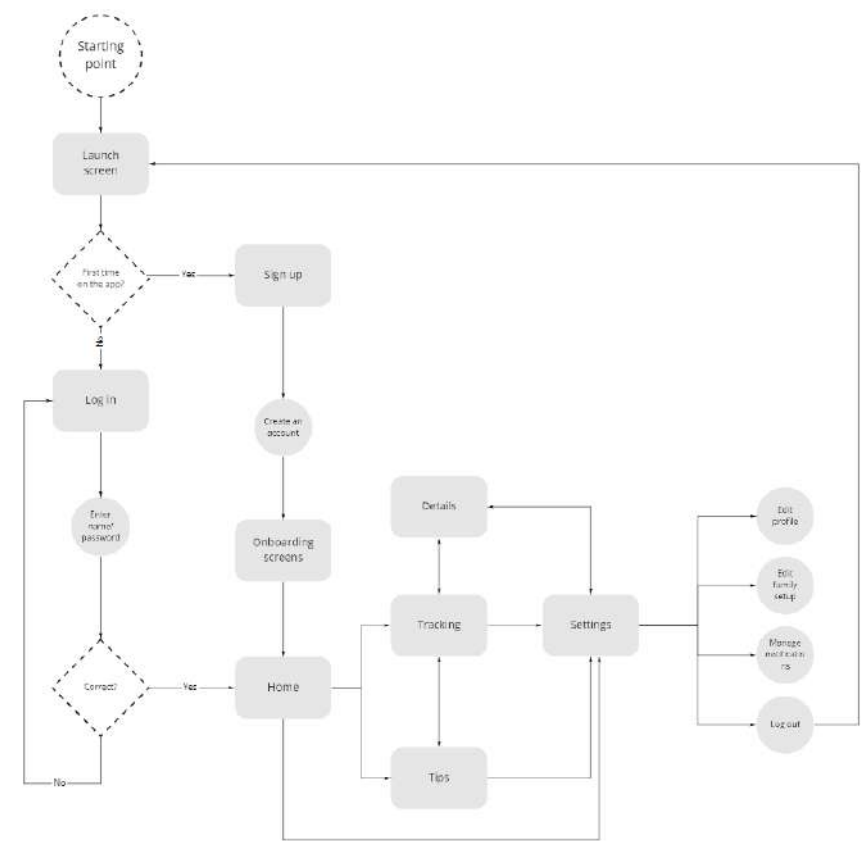 Starting
point
Launch
screen
First time
on the app?
Yes
Sign up
No
Log in
Create an
account
Enter
name/
password
Onboarding
screens
Details
Edit
profile
Edit
family
setup
Tracking
Settings
Manage
notificatio
ns
Correct?
Yes
Home
Log out
Tips
No